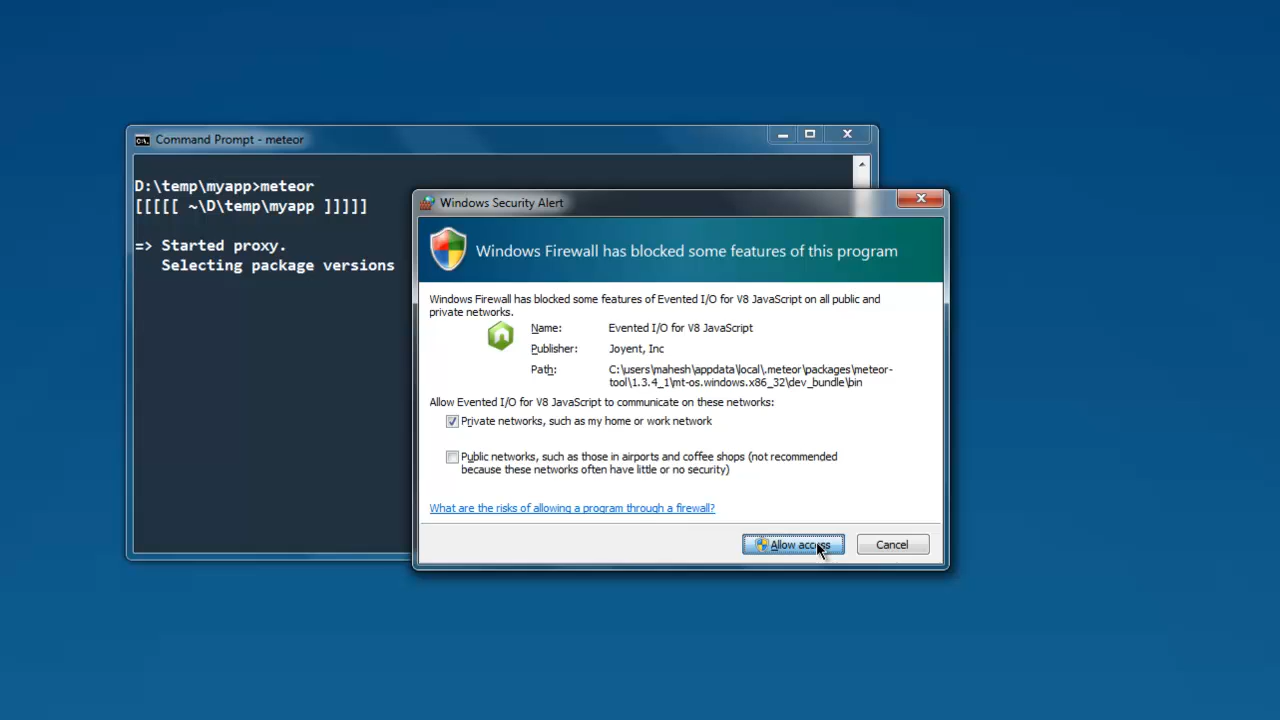 Command Prompt - meteor
D:\temp\myapp>meteor
[[[[[ ~\D\temp\myapp ]]]]]
=> Started proxy.
Selecting package versions
Windows Security Alert
Windows Firewall has blocked some features of this program
Windows Firewall has blocked some features of Evented I/O for V8 JavaScript on all public and
private networks.
Name: Evented I/O for V8 JavaScript
Publisher: Joyent, Inc
Path: C:\users\mahesh\appdata\local\.meteor\packages\meteor-
tool\1.3.4_1\mt-os.windows.x86_32\dev_bundle\bin
Allow Evented I/O for V8 JavaScript to communicate on these networks:
Private networks, such as my home or work network
Public networks, such as those in airports and coffee shops (not recommended
because these networks often have little or no security)
What are the risks of allowing a program through a firewall?
Allow access
Cancel